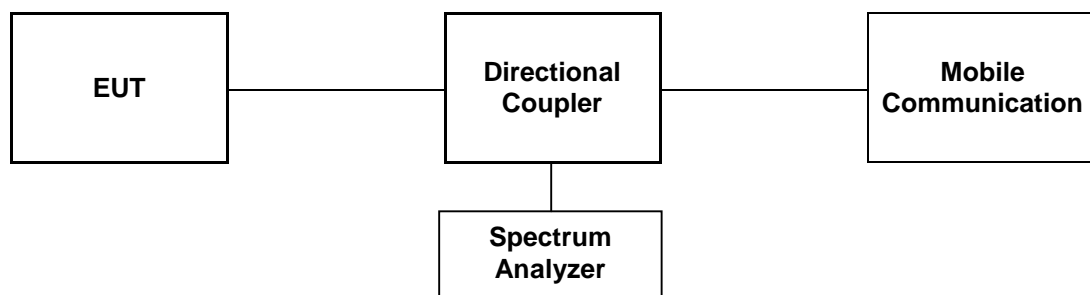 EUT
Directional
Coupler
Mobile
Communication
Spectrum
Analyzer